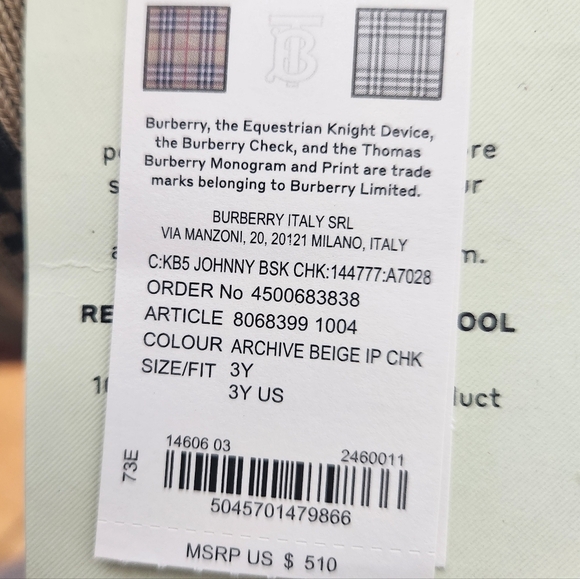 TB
Burberry, the Equestrian Knight Device,
the Burberry Check, and the Thomas
Burberry Monogram and Print are trade
marks belonging to Burberry Limited.
BURBERRY ITALY SRL
VIA MANZONI, 20, 20121 MILANO, ITALY
C:KB5 JOHNNY BSK CHK:144777:A7028
ORDER No 4500683838
ARTICLE 8068399 1004
COLOUR ARCHIVE BEIGE IP CHK
SIZE/FIT 3Y
3Y US
73E
14606 03 2460011
5045701479866
MSRP US $ 510